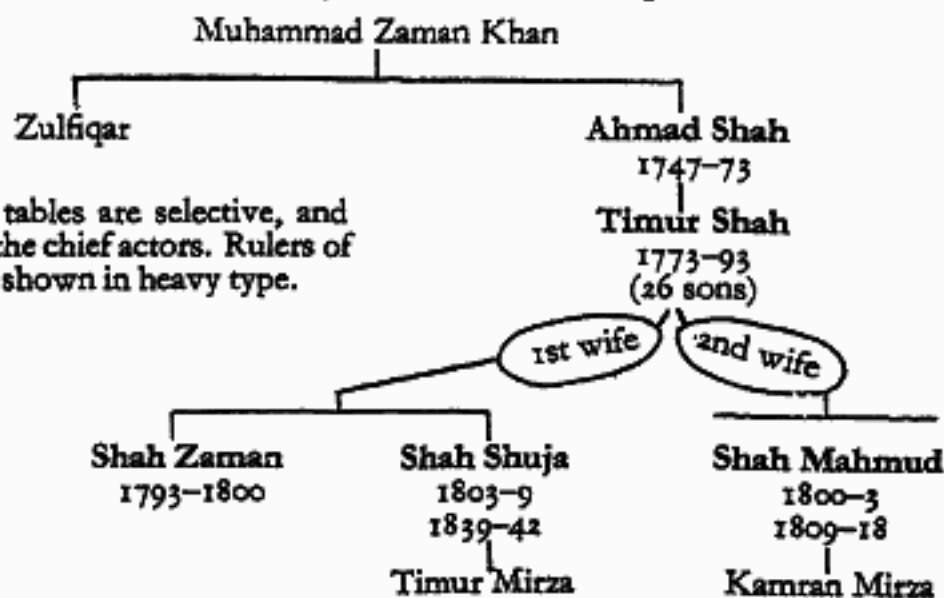 Muhammad Zaman Khan
Zulfiqar
Ahmad Shah
1747–73
tables are selective, and
the chief actors. Rulers of
shown in heavy type.
Timur Shah
1773–93
(26 sons)
1st wife
2nd wife
Shah Zaman
1793–1800
Shah Shuja
1803–9
1839–42
Timur Mirza
Shah Mahmud
1800–3
1809–18
Kamran Mirza